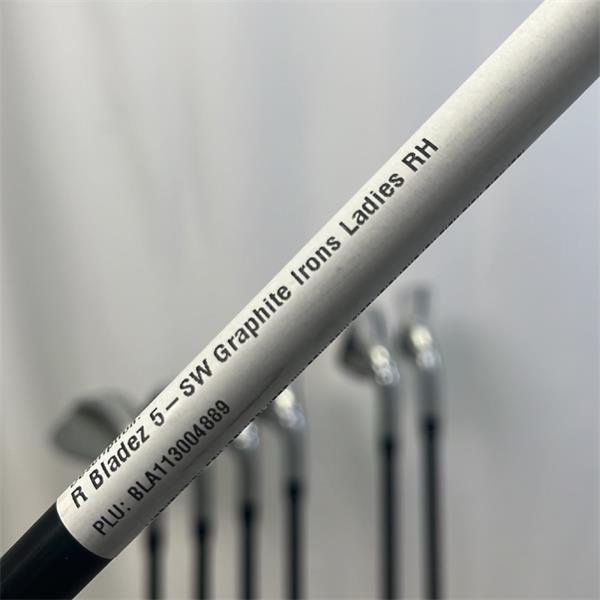 R Bladez 5-SW Graphite Irons Ladies RH
PLU: BLA113004889